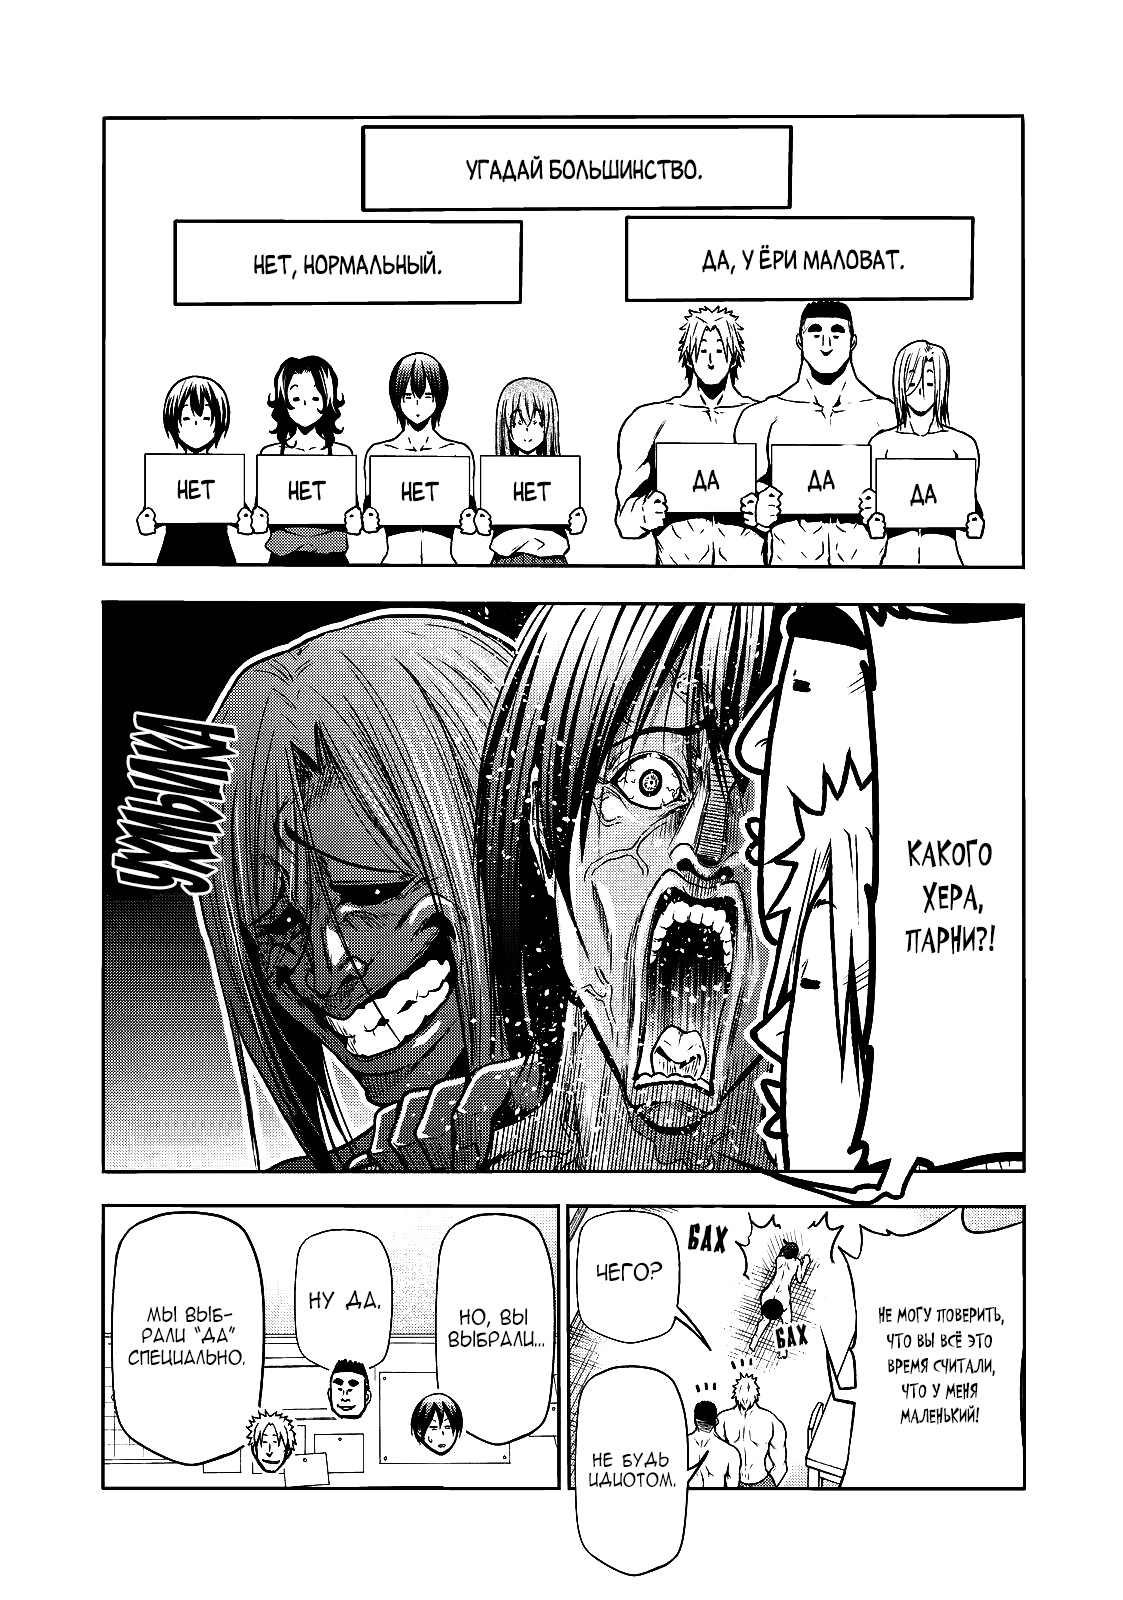 УГАДАЙ БОЛЬШИНСТВО.
ДА, У ЁРИ МАЛОВАТ.
НЕТ, НОРМАЛЬНЫЙ.
ДА
ДА
ДА
НЕТ
НЕТ
НЕТ
НЕТ
КАКОГО
ХЕРА,
ПАРНИ?!
УХМЫЛКА
НЕ МОГУ ПОВЕРИТЬ,
ЧТО ВЫ ВСЁ ЭТО
ВРЕМЯ СЧИТАЛИ,
ЧТО У МЕНЯ
МАЛЕНЬКИЙ!
БАХ
БАХ
ЧЕГО?
НЕ БУДЬ
ИДИОТОМ.
НО, ВЫ
ВЫБРАЛИ...
НУ ДА.
МЫ ВЫБ-
РАЛИ "ДА"
СПЕЦИАЛЬНО.